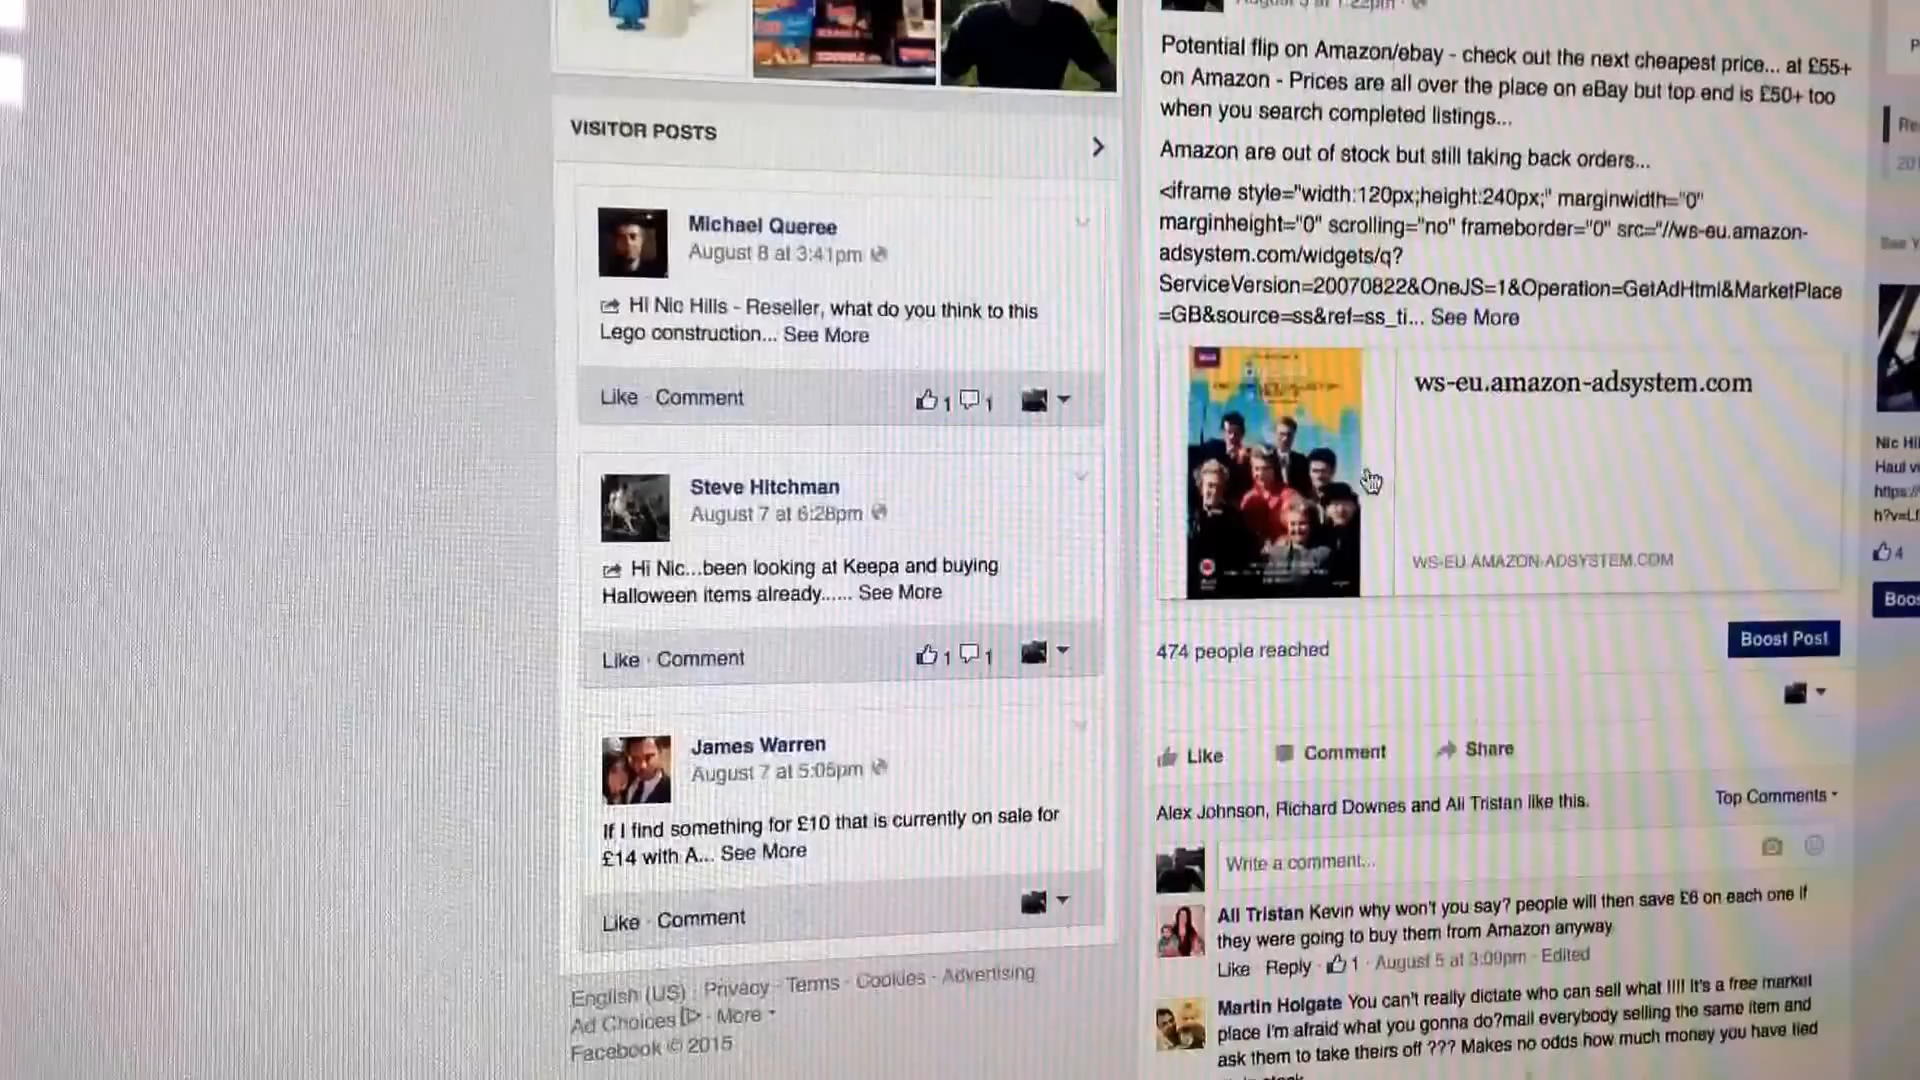 VISITOR POSTS
Michael Queree
August 8 at 3:41pm
Hi Nic Hills - Reseller, what do you think to this
Lego construction... See More
Like · Comment
1 1
Steve Hitchman
August 7 at 6:28pm
Hi Nic...been looking at Keepa and buying
Halloween items already...... See More
Like · Comment
1 1
James Warren
August 7 at 5:05pm
If I find something for £10 that is currently on sale for
£14 with A... See More
Like · Comment
English (US) · Privacy · Terms · Cookies · Advertising
Ad Choices · More
Facebook © 2015
Potential flip on Amazon/ebay - check out the next cheapest price... at £55+
on Amazon - Prices are all over the place on eBay but top end is £50+ too
when you search completed listings...
Amazon are out of stock but still taking back orders...
<iframe style="width:120px;height:240px;" marginwidth="0"
marginheight="0" scrolling="no" frameborder="0" src="//ws-eu.amazon-
adsystem.com/widgets/q?
ServiceVersion=20070822&OneJS=1&Operation=GetAdHtml&MarketPlace
=GB&source=ss&ref=ss_ti... See More
ws-eu.amazon-adsystem.com
WS-EU.AMAZON-ADSYSTEM.COM
474 people reached
Boost Post
Like Comment Share
Alex Johnson, Richard Downes and Ali Tristan like this.
Top Comments
Write a comment...
Ali Tristan Kevin why won't you say? people will then save £6 on each one if
they were going to buy them from Amazon anyway
Like Reply · 1 · August 5 at 3:09pm · Edited
Martin Holgate You can't really dictate who can sell what !!!! It's a free market
place I'm afraid what you gonna do?mail everybody selling the same item and
ask them to take theirs off ??? Makes no odds how much money you have tied
Nic Hil
Haul v
https://
h?v=Lf
4
Boos